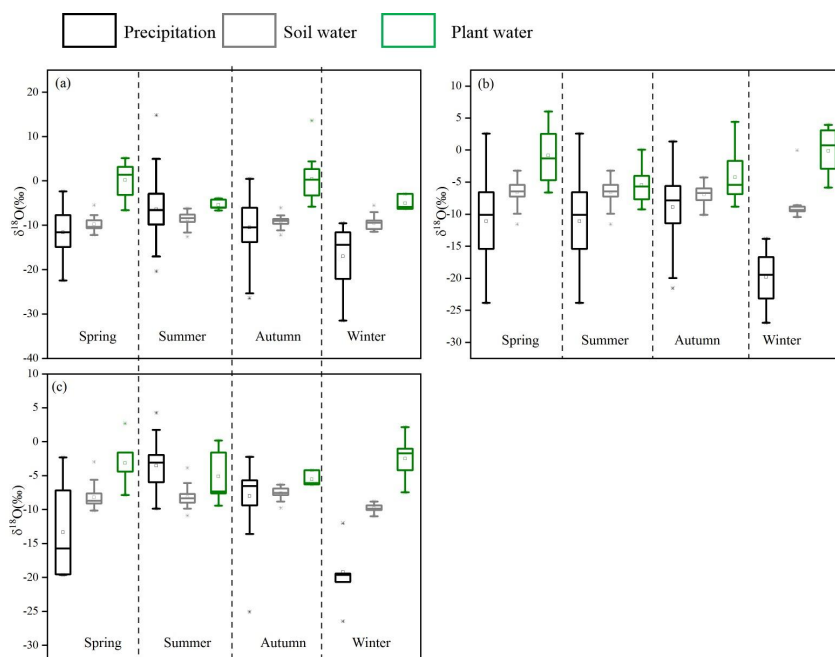 Precipitation Soil water Plant water
(a)
20
10
0
-10
-20
-30
-40
δ¹⁸O(‰)
Spring Summer Autumn Winter
(b)
10
5
0
-5
-10
-15
-20
-25
-30
δ¹⁸O(‰)
Spring Summer Autumn Winter
(c)
10
5
0
-5
-10
-15
-20
-25
-30
δ¹⁸O(‰)
Spring Summer Autumn Winter